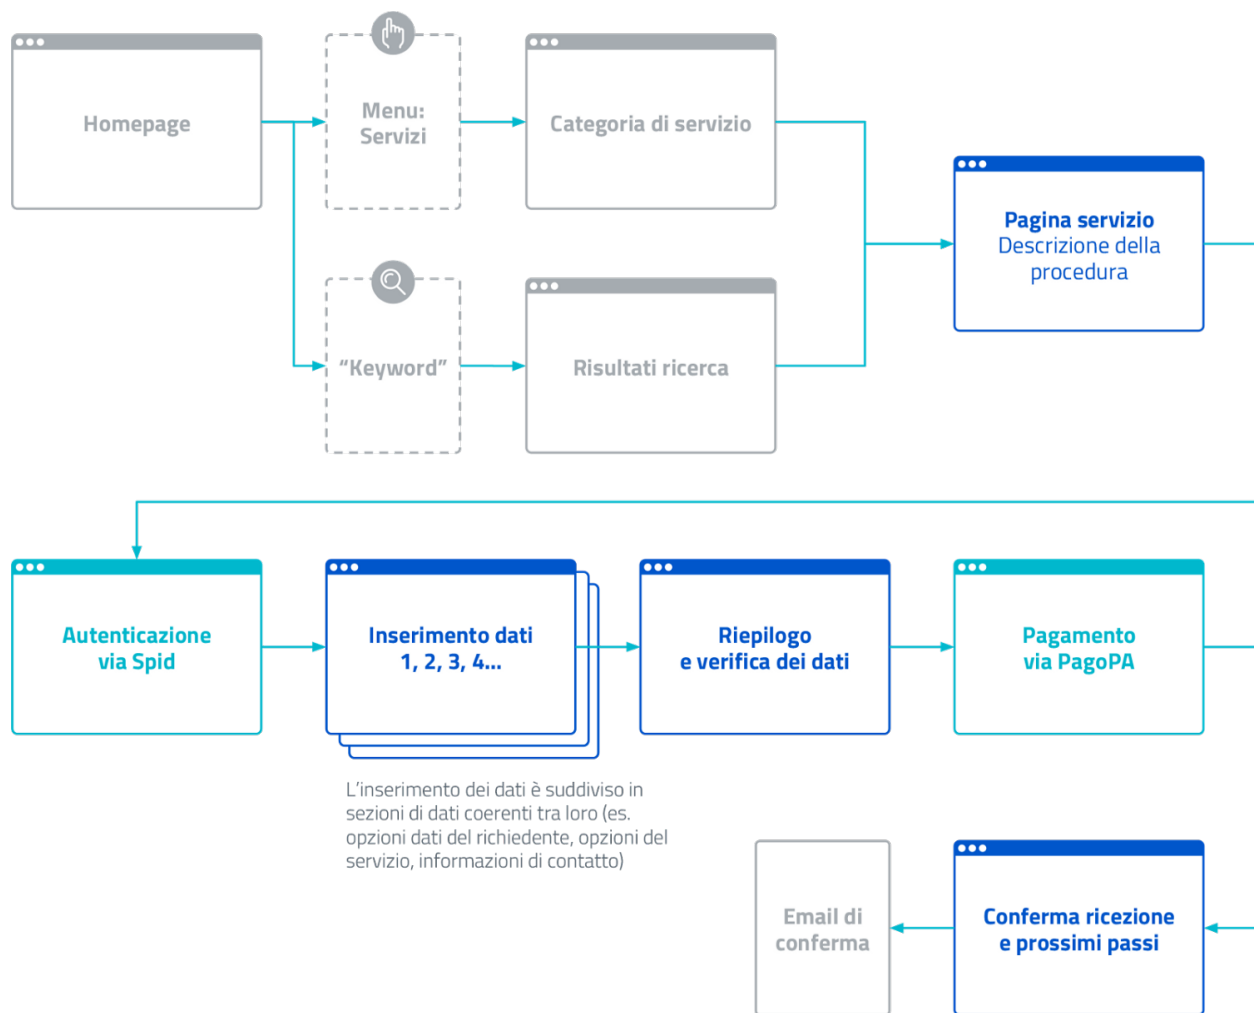 Homepage
Menu:
Servizi
Categoria di servizio
“Keyword”
Risultati ricerca
Pagina servizio
Descrizione della
procedura
Autenticazione
via Spid
Inserimento dati
1, 2, 3, 4...
Riepilogo
e verifica dei dati
Pagamento
via PagoPA
L’inserimento dei dati è suddiviso in
sezioni di dati coerenti tra loro (es.
opzioni dati del richiedente, opzioni del
servizio, informazioni di contatto)
Email di
conferma
Conferma ricezione
e prossimi passi